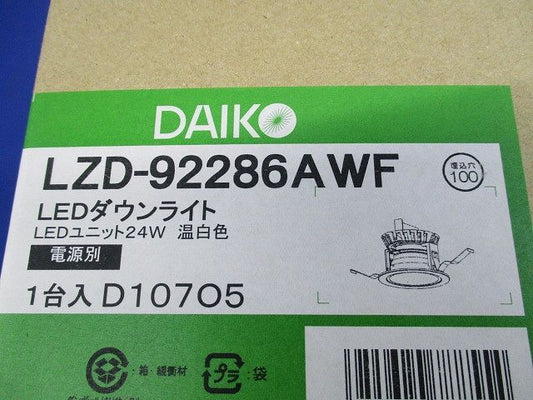 DAIKO
LZD-92286AWF
埋込穴
100
LEDダウンライト
LEDユニット24W 温白色
電源別
1台入 D10705
:箱・緩衝材
プラ
:袋